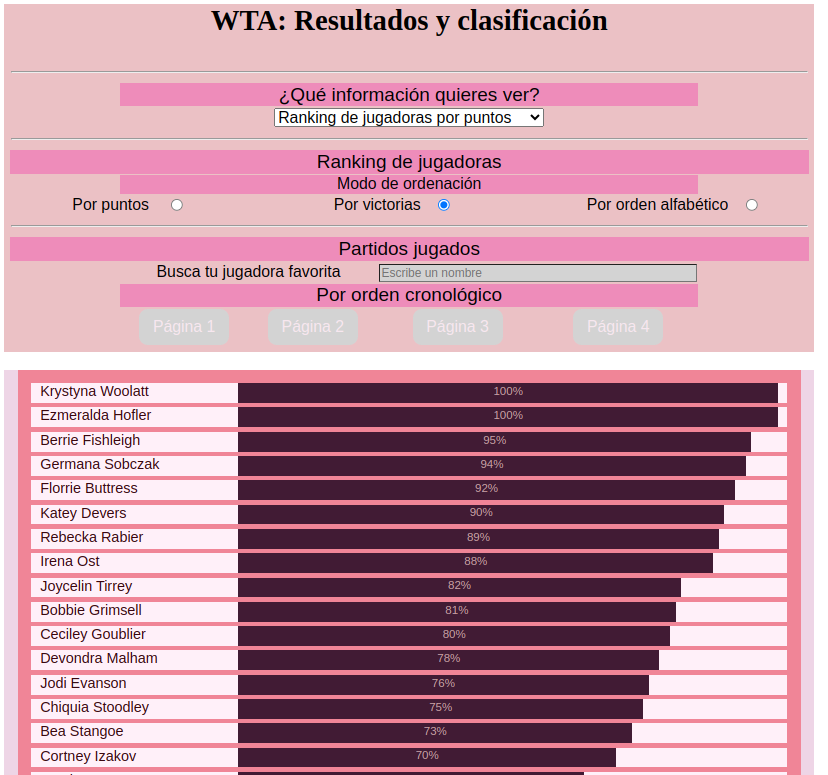 WTA: Resultados y clasificación
¿Qué información quieres ver?
Ranking de jugadoras por puntos
Ranking de jugadoras
Modo de ordenación
Por puntos Por victorias Por orden alfabético
Partidos jugados
Busca tu jugadora favorita Escribe un nombre
Por orden cronológico
Página 1 Página 2 Página 3 Página 4
Krystyna Woolatt 100%
Ezmeralda Hofler 100%
Berrie Fishleigh 95%
Germana Sobczak 94%
Florrie Buttress 92%
Katey Devers 90%
Rebecka Rabier 89%
Irena Ost 88%
Joycelin Tirrey 82%
Bobbie Grimsell 81%
Ceciley Goublier 80%
Devondra Malham 78%
Jodi Evanson 76%
Chiquia Stoodley 75%
Bea Stangoe 73%
Cortney Izakov 70%